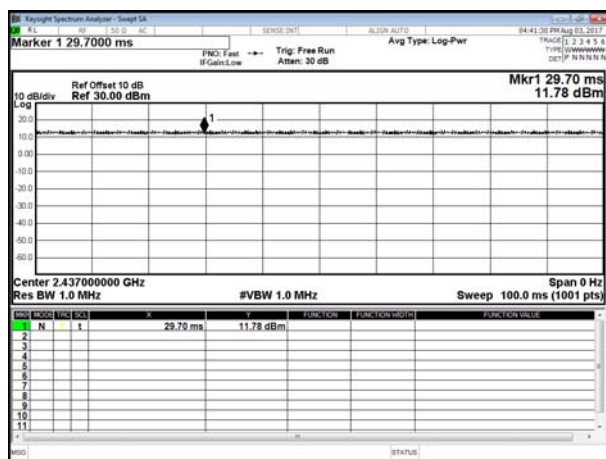 Keysight Spectrum Analyzer - Swept SA
RL RF 50 Ω AC SENSE:INT ALIGN AUTO 04:41:30 PM Aug 03, 2017
Marker 1 29.7000 ms
PNO: Fast
IFGain:Low
Trig: Free Run
Atten: 30 dB
Avg Type: Log-Pwr
TRACE 1 2 3 4 5 6
TYPE
DET P N N N N N
Ref Offset 10 dB
10 dB/div Ref 30.00 dBm
Log
Mkr1 29.70 ms
11.78 dBm
1
20.0
10.0
0.00
-10.0
-20.0
-30.0
-40.0
-50.0
-60.0
Center 2.437000000 GHz
Span 0 Hz
Res BW 1.0 MHz #VBW 1.0 MHz Sweep 100.0 ms (1001 pts)
MKR MODE TRC SCL X Y FUNCTION FUNCTION WIDTH FUNCTION VALUE
1 N 1 t 29.70 ms 11.78 dBm
2
3
4
5
6
7
8
9
10
11
MSG STATUS